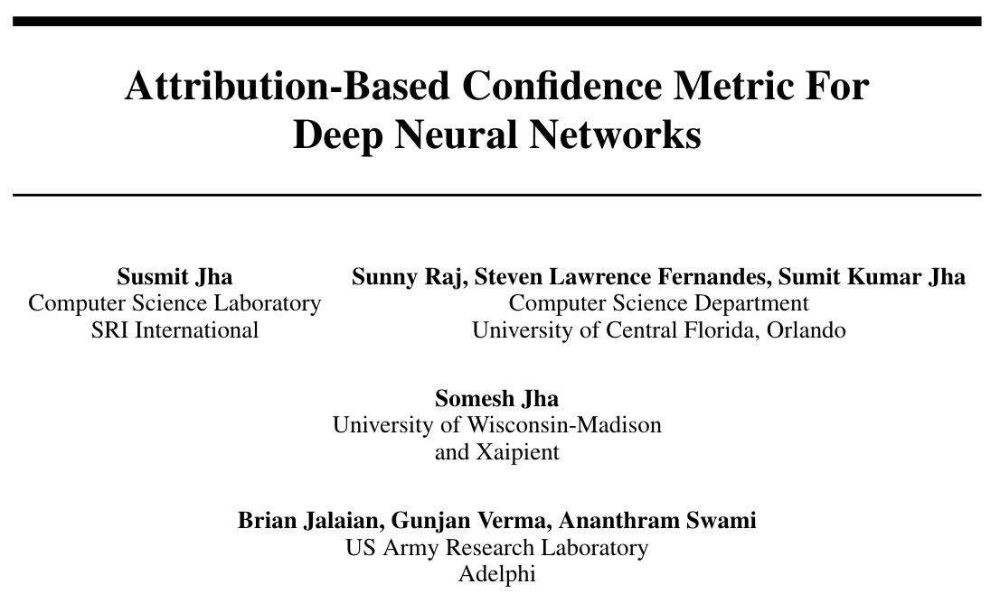 Attribution-Based Confidence Metric For
Deep Neural Networks
Susmit Jha
Computer Science Laboratory
SRI International
Sunny Raj, Steven Lawrence Fernandes, Sumit Kumar Jha
Computer Science Department
University of Central Florida, Orlando
Somesh Jha
University of Wisconsin-Madison
and Xaipient
Brian Jalaian, Gunjan Verma, Ananthram Swami
US Army Research Laboratory
Adelphi